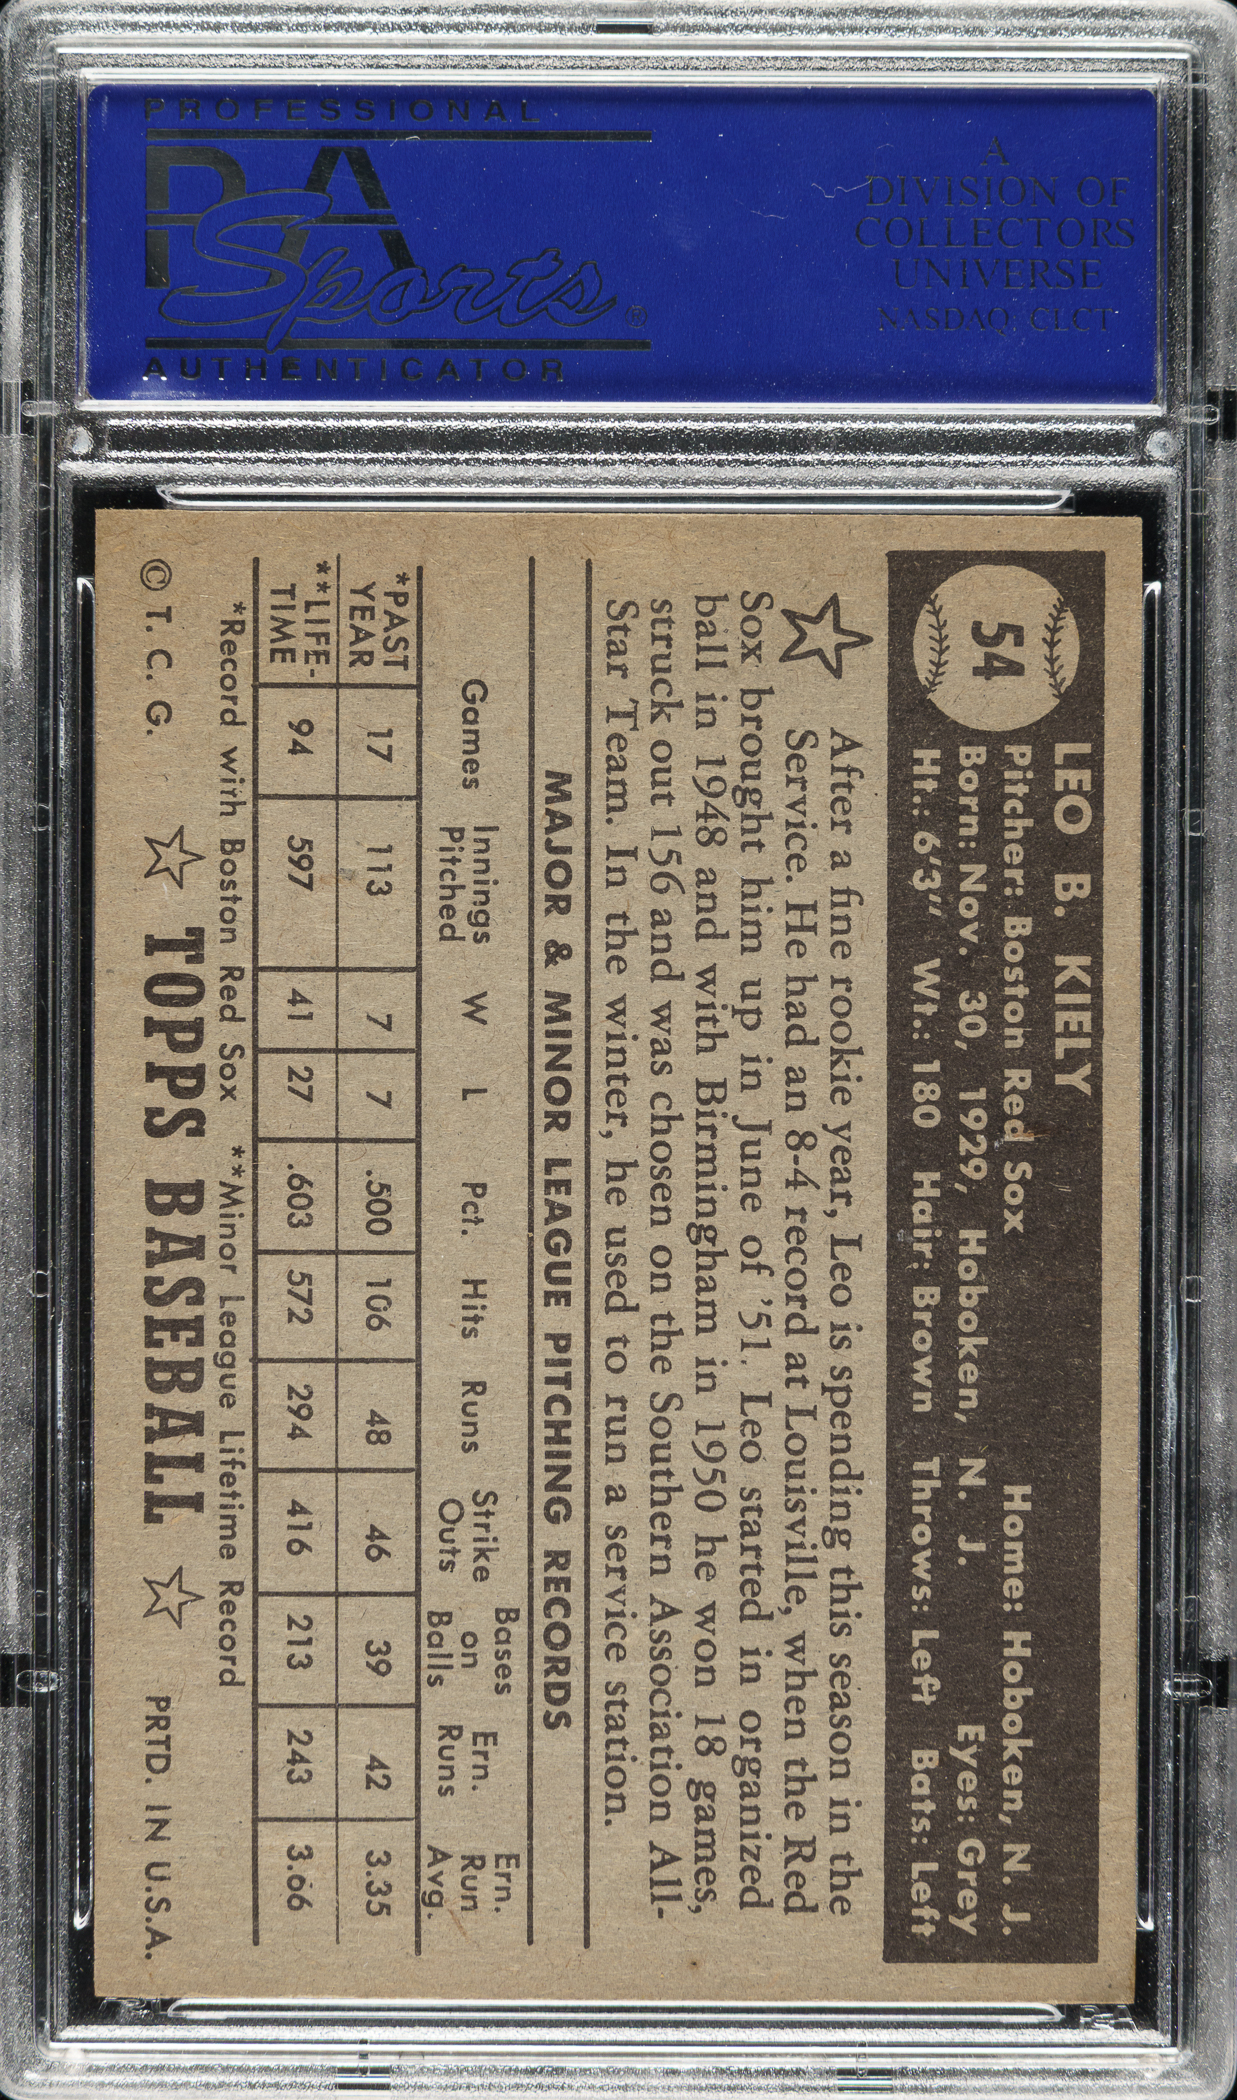 PROFESSIONAL
PSA
Sports®
AUTHENTICATOR
A
DIVISION OF
COLLECTORS
UNIVERSE
NASDAQ: CLCT
54
LEO B. KIELY
Pitcher: Boston Red Sox Home: Hoboken, N. J.
Born: Nov. 30, 1929, Hoboken, N. J. Eyes: Grey
Ht.: 6'3" Wt.: 180 Hair: Brown Throws: Left Bats: Left
After a fine rookie year, Leo is spending this season in the
Service. He had an 8-4 record at Louisville, when the Red
Sox brought him up in June of '51. Leo started in organized
ball in 1948 and with Birmingham in 1950 he won 18 games,
struck out 156 and was chosen on the Southern Association All-
Star Team. In the winter, he used to run a service station.
MAJOR & MINOR LEAGUE PITCHING RECORDS
Games Innings Pitched W L Pct. Hits Runs Strike Outs Bases on Balls Ern. Runs Ern. Run Avg.
*PAST YEAR 17 113 7 7 .500 106 48 46 39 42 3.35
**LIFE-TIME 94 597 41 27 .603 572 294 416 213 243 3.66
*Record with Boston Red Sox **Minor League Lifetime Record
© T. C. G. TOPPS BASEBALL PRTD. IN U.S.A.